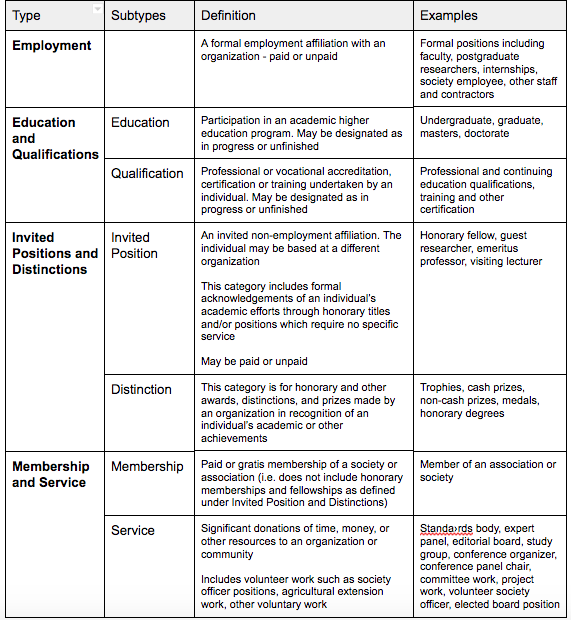 Type
Subtypes
Definition
Examples
Employment
A formal employment affiliation with an
organization - paid or unpaid
Formal positions including
faculty, postgraduate
researchers, internships,
society employee, other staff
and contractors
Education
and
Qualifications
Education
Participation in an academic higher
education program. May be designated as
in progress or unfinished
Undergraduate, graduate,
masters, doctorate
Qualification
Professional or vocational accreditation,
certification or training undertaken by an
individual. May be designated as in
progress or unfinished
Professional and continuing
education qualifications,
training and other
certification
Invited
Positions and
Distinctions
Invited
Position
An invited non-employment affiliation. The
individual may be based at a different
organization
This category includes formal
acknowledgements of an individual's
academic efforts through honorary titles
and/or positions which require no specific
service
May be paid or unpaid
Honorary fellow, guest
researcher, emeritus
professor, visiting lecturer
Distinction
This category is for honorary and other
awards, distinctions, and prizes made by
an organization in recognition of an
individual's academic or other
achievements
Trophies, cash prizes,
non-cash prizes, medals,
honorary degrees
Membership
and Service
Membership
Paid or gratis membership of a society or
association (i.e. does not include honorary
memberships and fellowships as defined
under Invited Position and Distinctions)
Member of an association or
society
Service
Significant donations of time, money, or
other resources to an organization or
community
Includes volunteer work such as society
officer positions, agricultural extension
work, other voluntary work
Standa›rds body, expert
panel, editorial board, study
group, conference organizer,
conference panel chair,
committee work, project
work, volunteer society
officer, elected board position